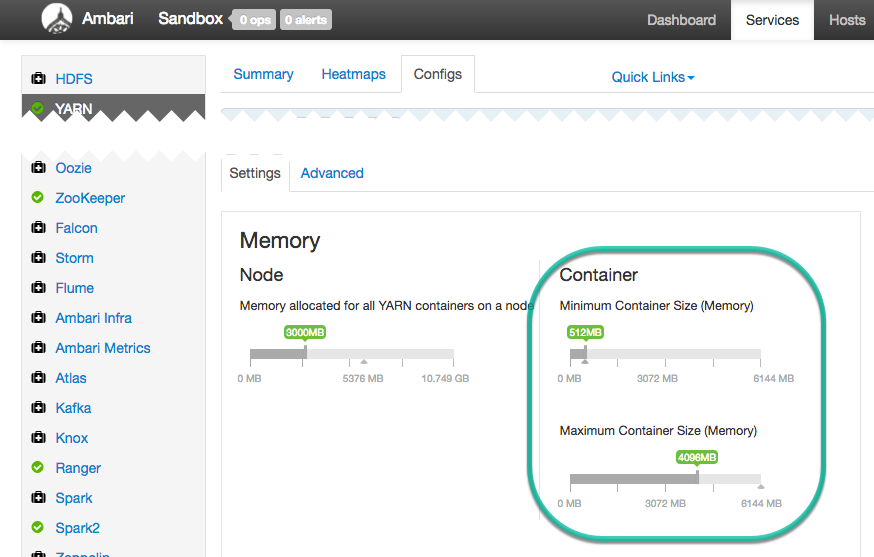 Ambari Sandbox 0 ops 0 alerts Dashboard Services Hosts
HDFS
YARN
Oozie
ZooKeeper
Falcon
Storm
Flume
Ambari Infra
Ambari Metrics
Atlas
Kafka
Knox
Ranger
Spark
Spark2
Zeppelin
Summary Heatmaps Configs Quick Links
Settings Advanced
Memory
Node
Memory allocated for all YARN containers on a node
3000MB
0 MB 5376 MB 10.749 GB
Container
Minimum Container Size (Memory)
512MB
0 MB 3072 MB 6144 MB
Maximum Container Size (Memory)
4096MB
0 MB 3072 MB 6144 MB